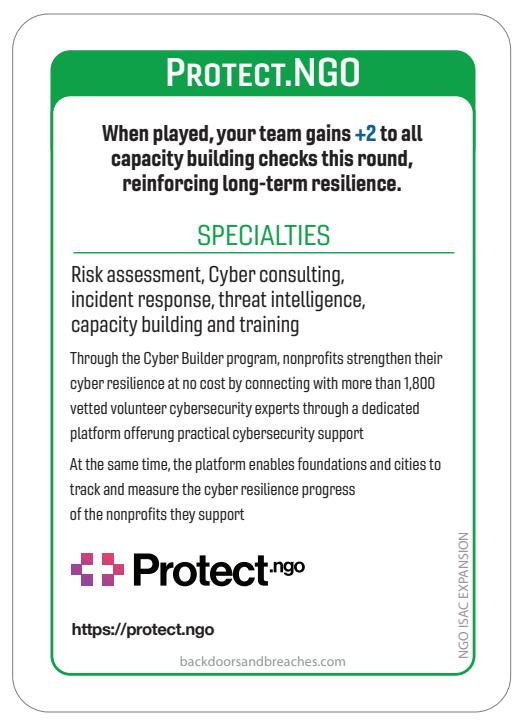 PROTECT.NGO
When played, your team gains +2 to all
capacity building checks this round,
reinforcing long-term resilience.
SPECIALTIES
Risk assessment, Cyber consulting,
incident response, threat intelligence,
capacity building and training
Through the Cyber Builder program, nonprofits strengthen their
cyber resilience at no cost by connecting with more than 1,800
vetted volunteer cybersecurity experts through a dedicated
platform offerung practical cybersecurity support
At the same time, the platform enables foundations and cities to
track and measure the cyber resilience progress
of the nonprofits they support
Protect.ngo
https://protect.ngo
backdoorsandbreaches.com
NGO ISAC EXPANSION